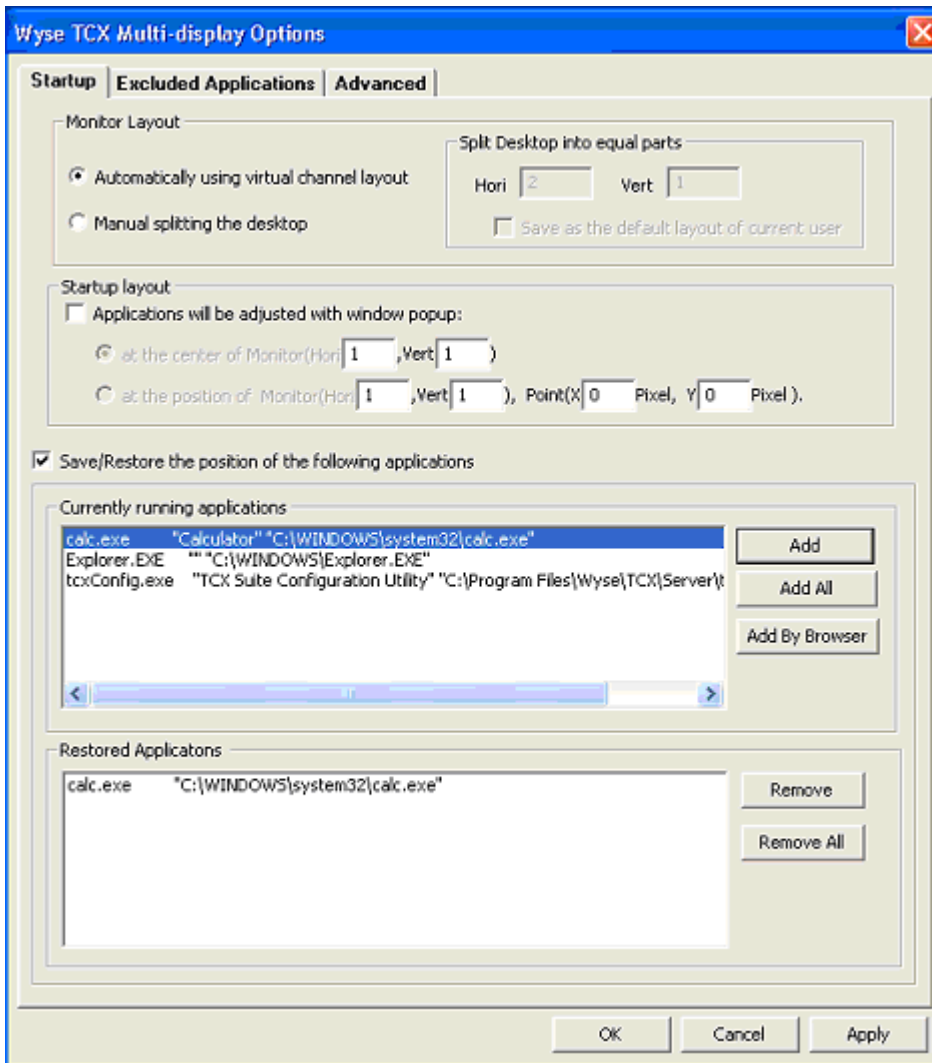 Wyse TCX Multi-display Options
Startup Excluded Applications Advanced
Monitor Layout
Split Desktop into equal parts
Automatically using virtual channel layout
Hori 2 Vert 1
Manual splitting the desktop
Save as the default layout of current user
Startup layout
Applications will be adjusted with window popup:
at the center of Monitor(Hori 1 ,Vert 1 )
at the position of Monitor(Hori 1 ,Vert 1 ), Point(X 0 Pixel, Y 0 Pixel ).
Save/Restore the position of the following applications
Currently running applications
calc.exe "Calculator" "C:\WINDOWS\system32\calc.exe"
Add
Explorer.EXE "" "C:\WINDOWS\Explorer.EXE"
tcxConfig.exe "TCX Suite Configuration Utility" "C:\Program Files\Wyse\TCX\Server\t
Add All
Add By Browser
Restored Applicatons
calc.exe "C:\WINDOWS\system32\calc.exe"
Remove
Remove All
OK Cancel Apply